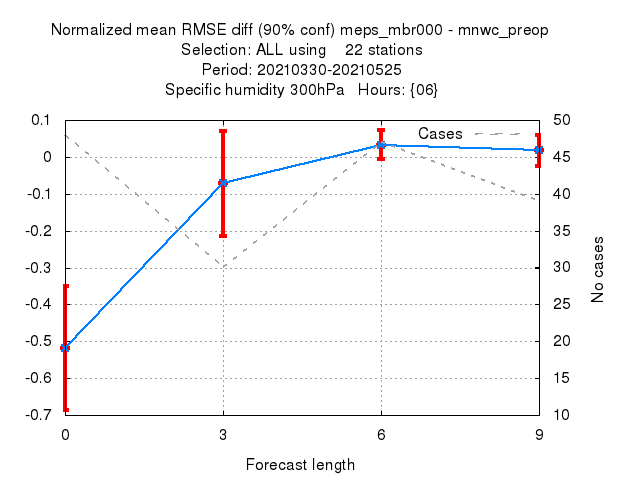 Normalized mean RMSE diff (90% conf) meps_mbr000 - mnwc_preop
Selection: ALL using    22 stations
Period: 20210330-20210525
Specific humidity 300hPa   Hours: {06}
Cases
0.1
0
-0.1
-0.2
-0.3
-0.4
-0.5
-0.6
-0.7
50
45
40
35
30
25
20
15
10
No cases
0 3 6 9
Forecast length